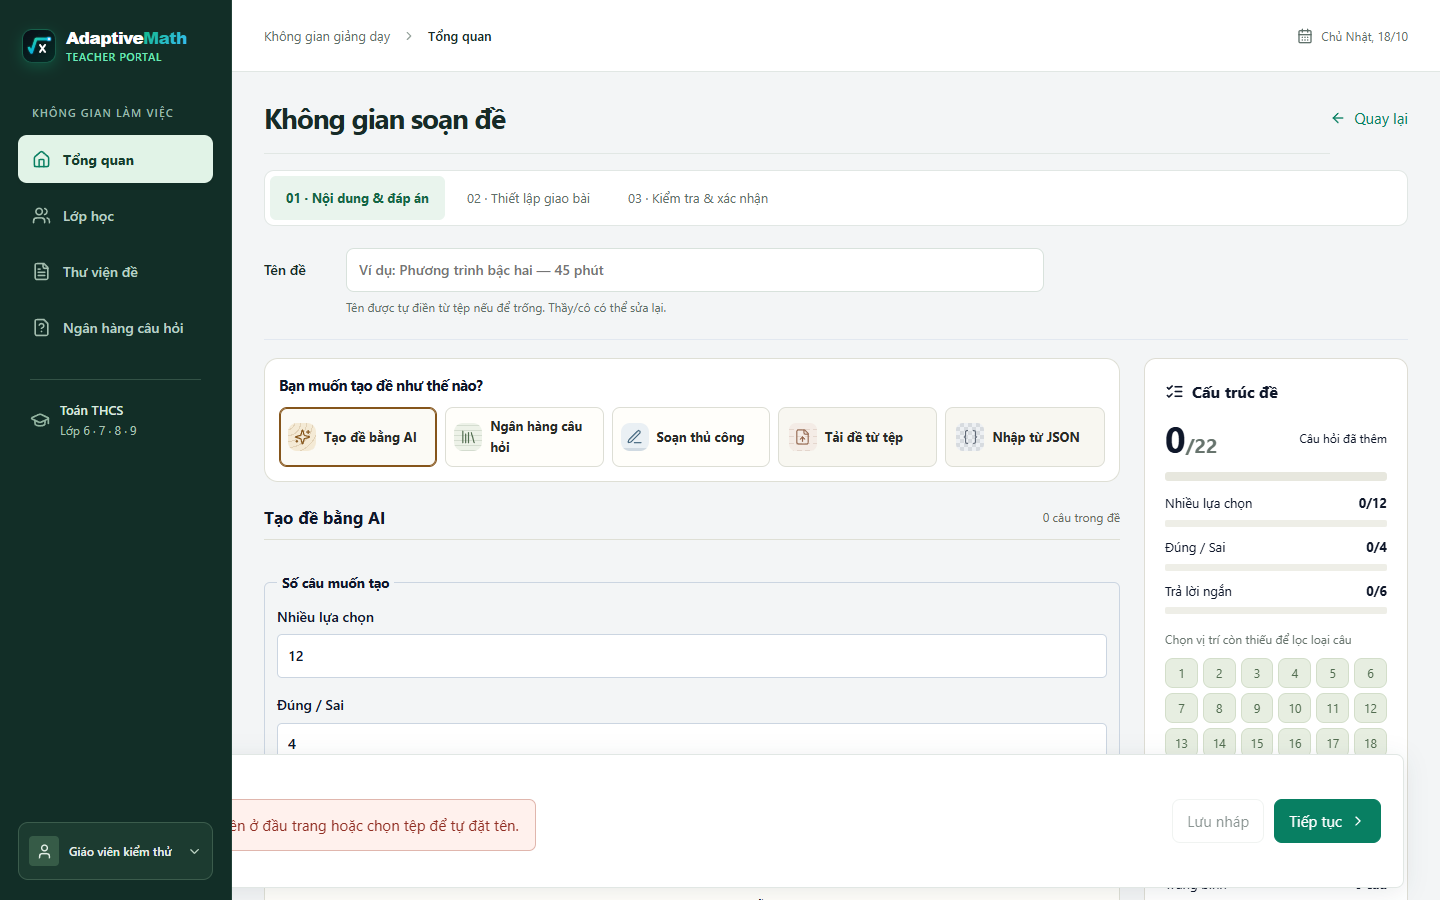 AdaptiveMath
TEACHER PORTAL
KHÔNG GIAN LÀM VIỆC
Tổng quan
Lớp học
Thư viện đề
Ngân hàng câu hỏi
Toán THCS
Lớp 6 · 7 · 8 · 9
Giáo viên kiểm thử
Không gian giảng dạy
Tổng quan
Chủ Nhật, 18/10
Không gian soạn đề
Quay lại
01 · Nội dung & đáp án
02 · Thiết lập giao bài
03 · Kiểm tra & xác nhận
Tên đề
Ví dụ: Phương trình bậc hai — 45 phút
Tên được tự điền từ tệp nếu để trống. Thầy/cô có thể sửa lại.
Bạn muốn tạo đề như thế nào?
Tạo đề bằng AI
Ngân hàng câu
hỏi
Soạn thủ công
Tải đề từ tệp
Nhập từ JSON
Tạo đề bằng AI
0 câu trong đề
Số câu muốn tạo
Nhiều lựa chọn
12
Đúng / Sai
4
Cấu trúc đề
0/22
Câu hỏi đã thêm
Nhiều lựa chọn 0/12
Đúng / Sai 0/4
Trả lời ngắn 0/6
Chọn vị trí còn thiếu để lọc loại câu
1 2 3 4 5 6
7 8 9 10 11 12
13 14 15 16 17 18
ên ở đầu trang hoặc chọn tệp để tự đặt tên.
Lưu nháp
Tiếp tục